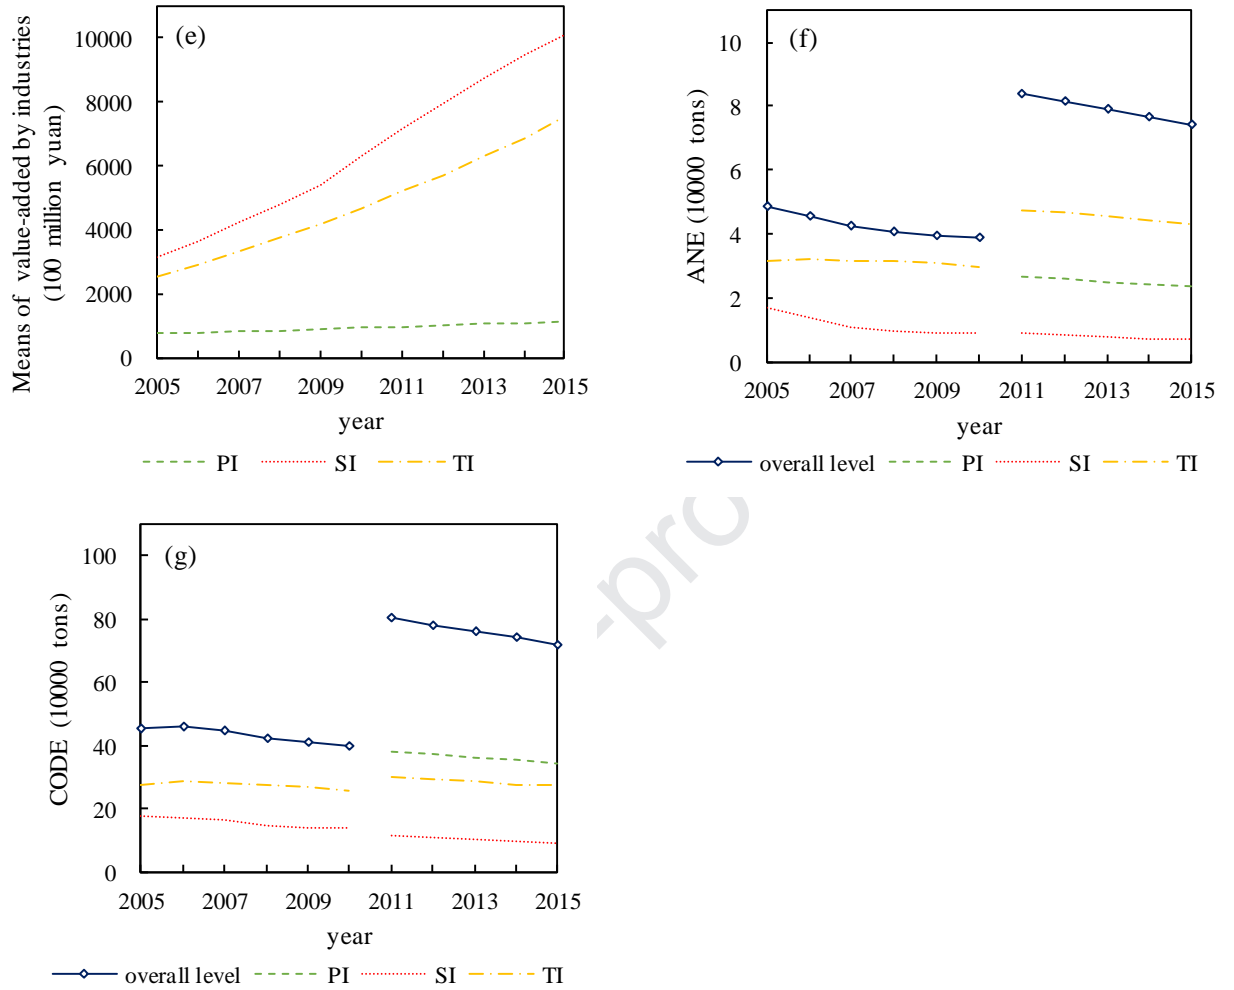 (e)
Means of value-added by industries
(100 million yuan)
10000
8000
6000
4000
2000
0
2005 2007 2009 2011 2013 2015
year
PI SI TI
(f)
ANE (10000 tons)
10
8
6
4
2
0
2005 2007 2009 2011 2013 2015
year
overall level PI SI TI
(g)
CODE (10000 tons)
100
80
60
40
20
0
2005 2007 2009 2011 2013 2015
year
overall level PI SI TI
-pro